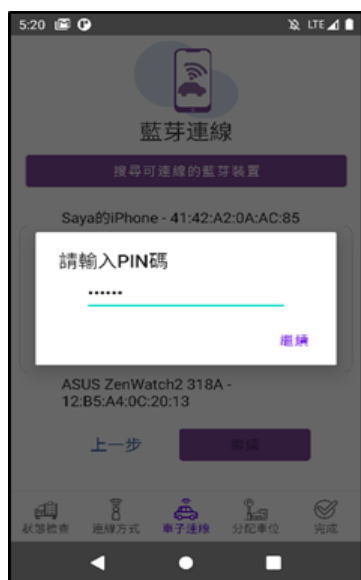 5:20
LTE
藍芽連線
搜尋可連線的藍芽裝置
Saya的iPhone - 41:42:A2:0A:AC:85
請輸入PIN碼
••••••
繼續
ASUS ZenWatch2 318A -
12:B5:A4:0C:20:13
上一步
繼續
狀態檢查 連線方式 車子連線 分配車位 完成